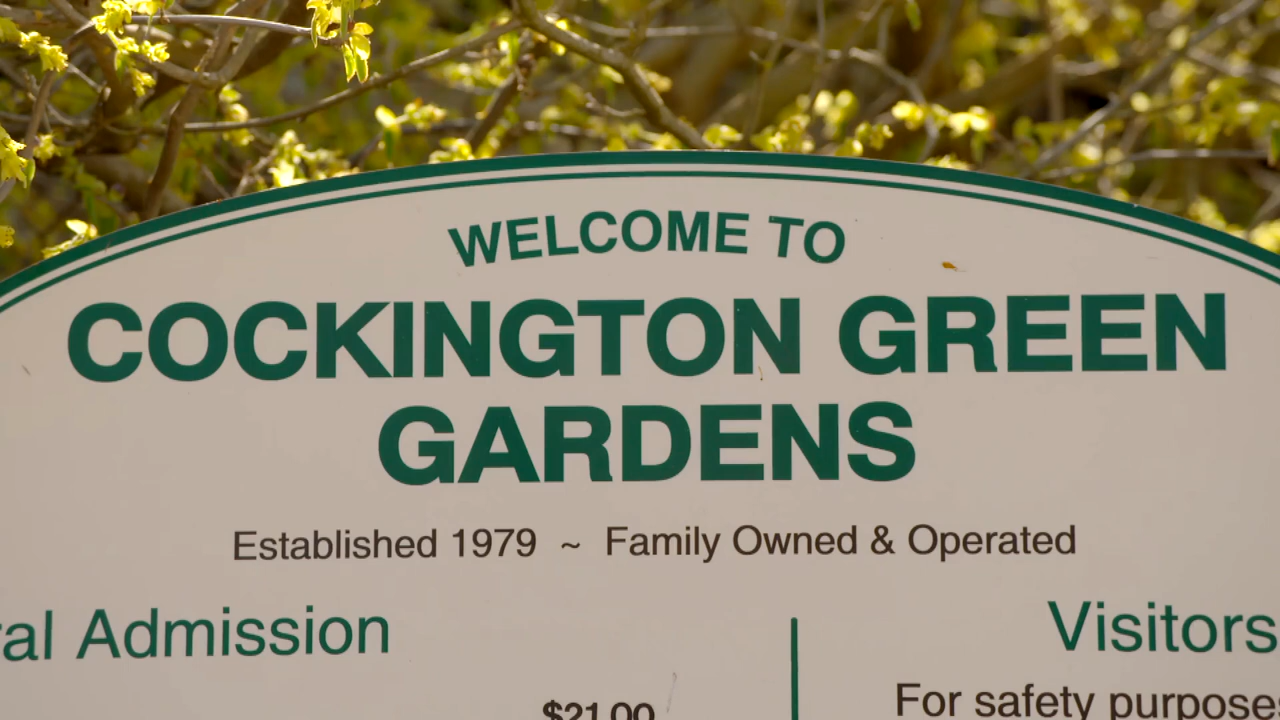 WELCOME TO
COCKINGTON GREEN
GARDENS
Established 1979 ~ Family Owned & Operated
ral Admission
Visitors
$21.00
For safety purposes